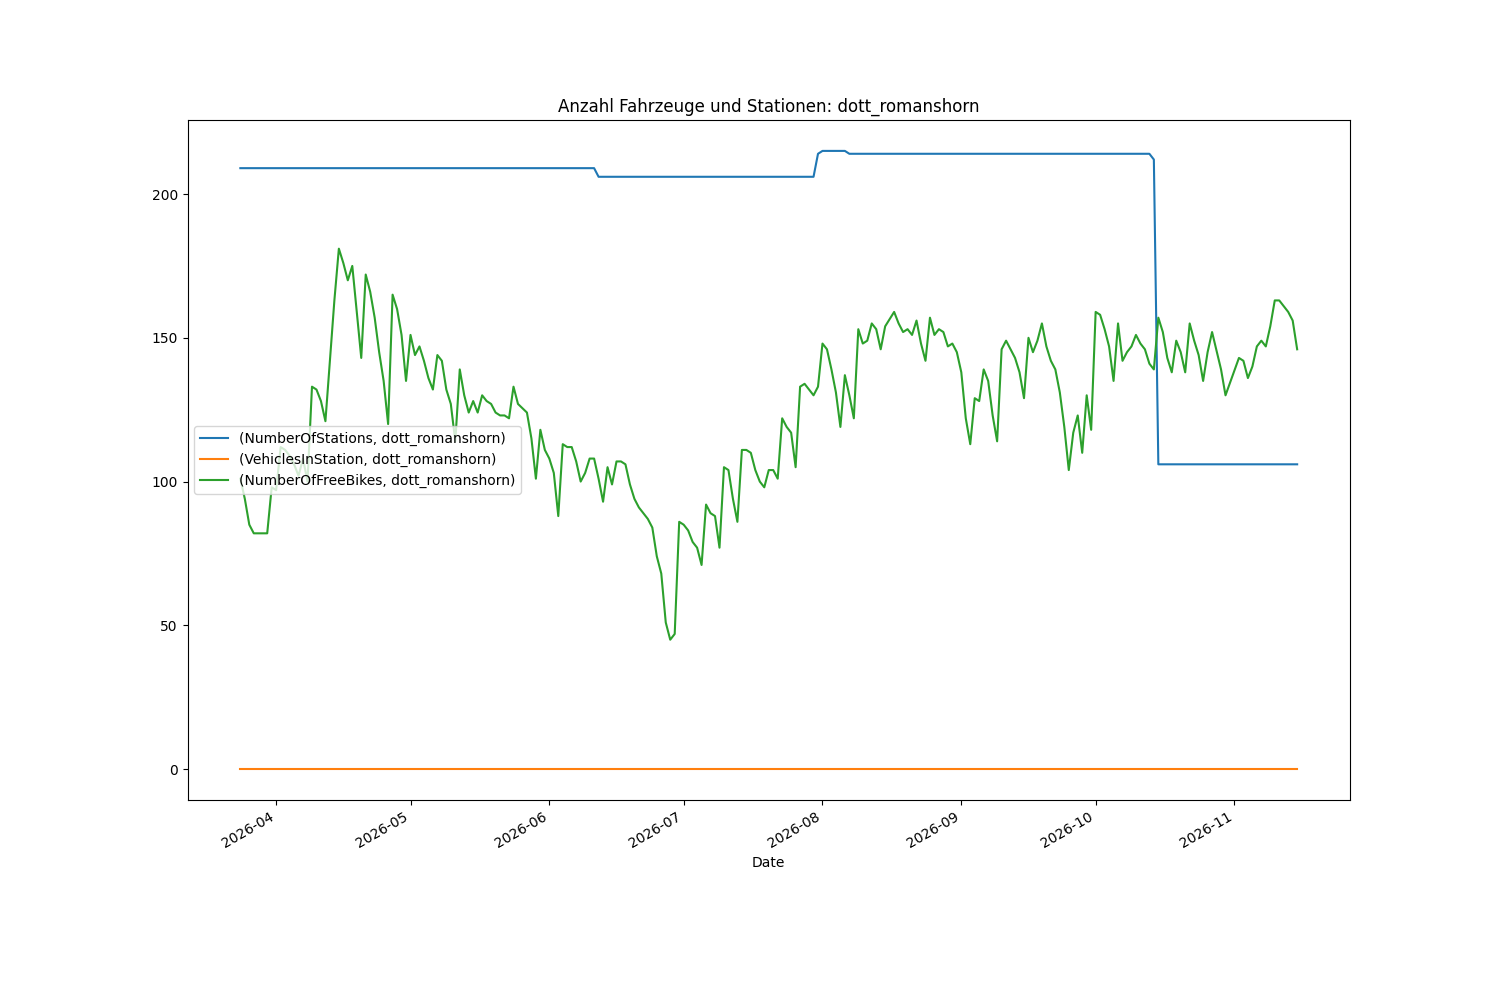 Anzahl Fahrzeuge und Stationen: dott_romanshorn
200
150
100
50
0
(NumberOfStations, dott_romanshorn)
(VehiclesInStation, dott_romanshorn)
(NumberOfFreeBikes, dott_romanshorn)
2026-04
2026-05
2026-06
2026-07
2026-08
2026-09
2026-10
2026-11
Date